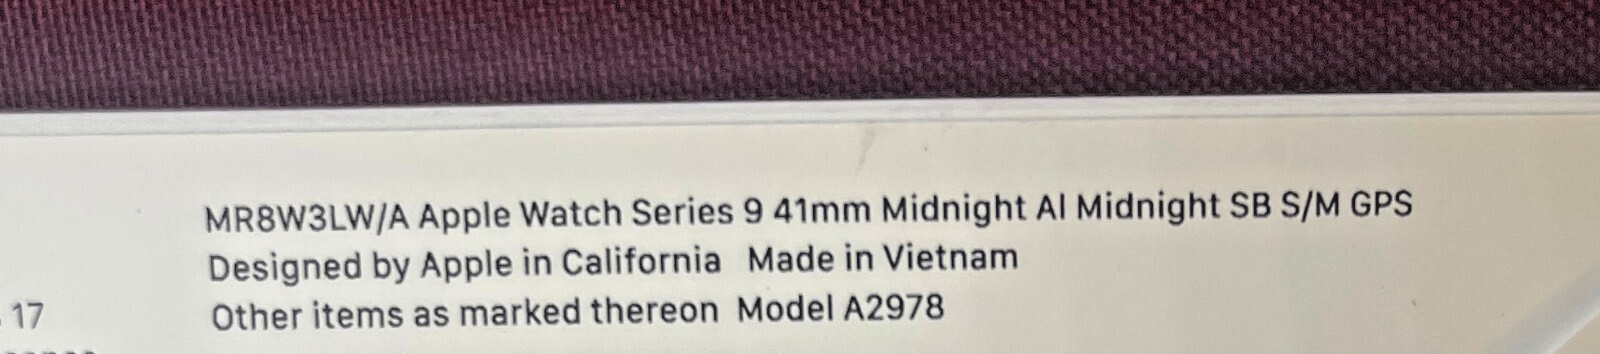 MR8W3LW/A Apple Watch Series 9 41mm Midnight Al Midnight SB S/M GPS
Designed by Apple in California Made in Vietnam
17 Other items as marked thereon Model A2978